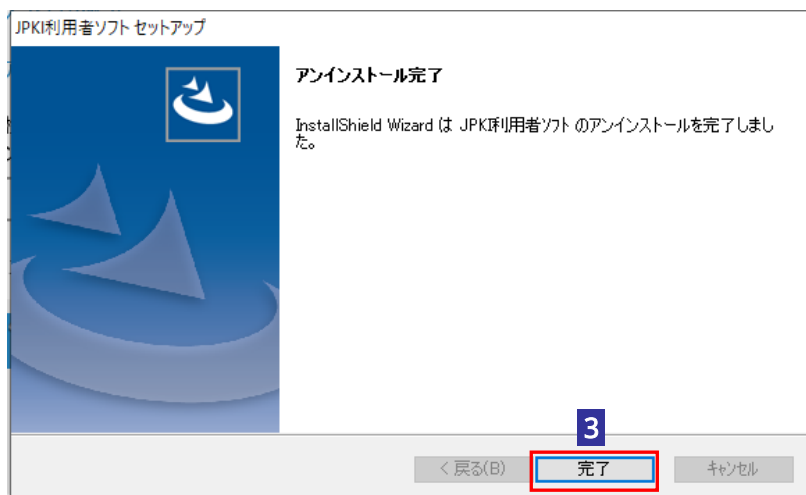 JPKI利用者ソフト セットアップ
アンインストール完了
InstallShield Wizard は JPKI利用者ソフト のアンインストールを完了しまし
た。
3
< 戻る(B)
完了
キャンセル